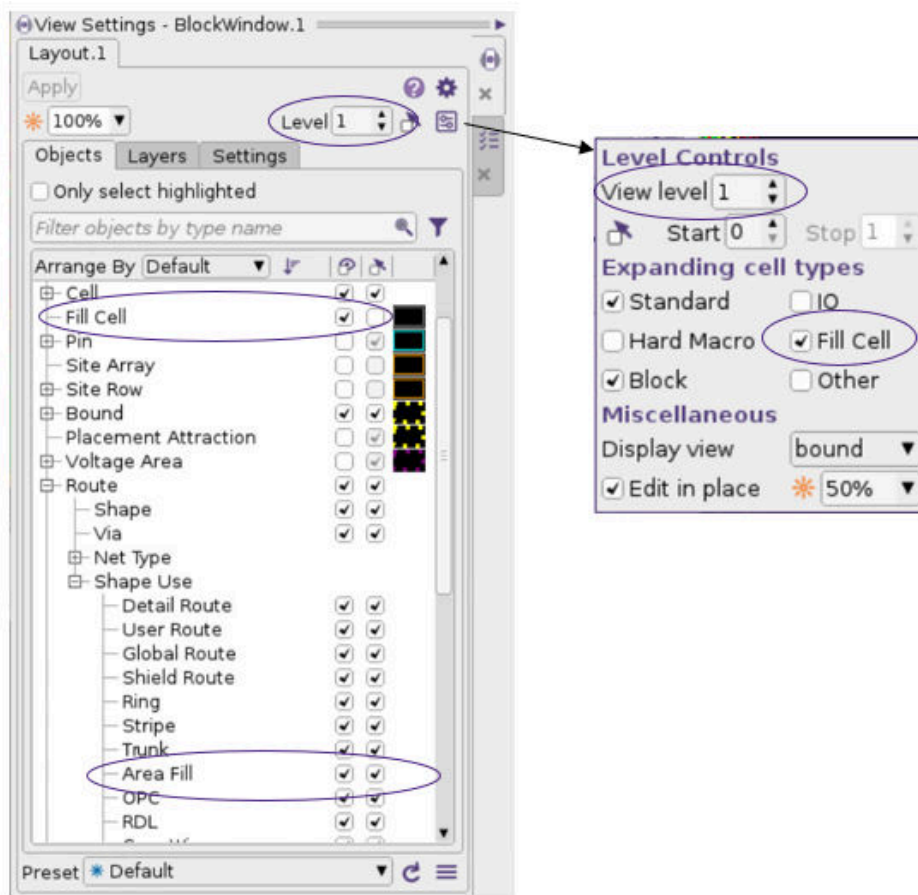 View Settings - BlockWindow.1
Layout.1
Apply
100%
Level 1
Objects Layers Settings
Only select highlighted
Filter objects by type name
Arrange By Default
Cell
Fill Cell
Pin
Site Array
Site Row
Bound
Placement Attraction
Voltage Area
Route
Shape
Via
Net Type
Shape Use
Detail Route
User Route
Global Route
Shield Route
Ring
Stripe
Trunk
Area Fill
OPC
RDL
Preset Default
Level Controls
View level 1
Start 0 Stop 1
Expanding cell types
Standard IO
Hard Macro Fill Cell
Block Other
Miscellaneous
Display view bound
Edit in place 50%